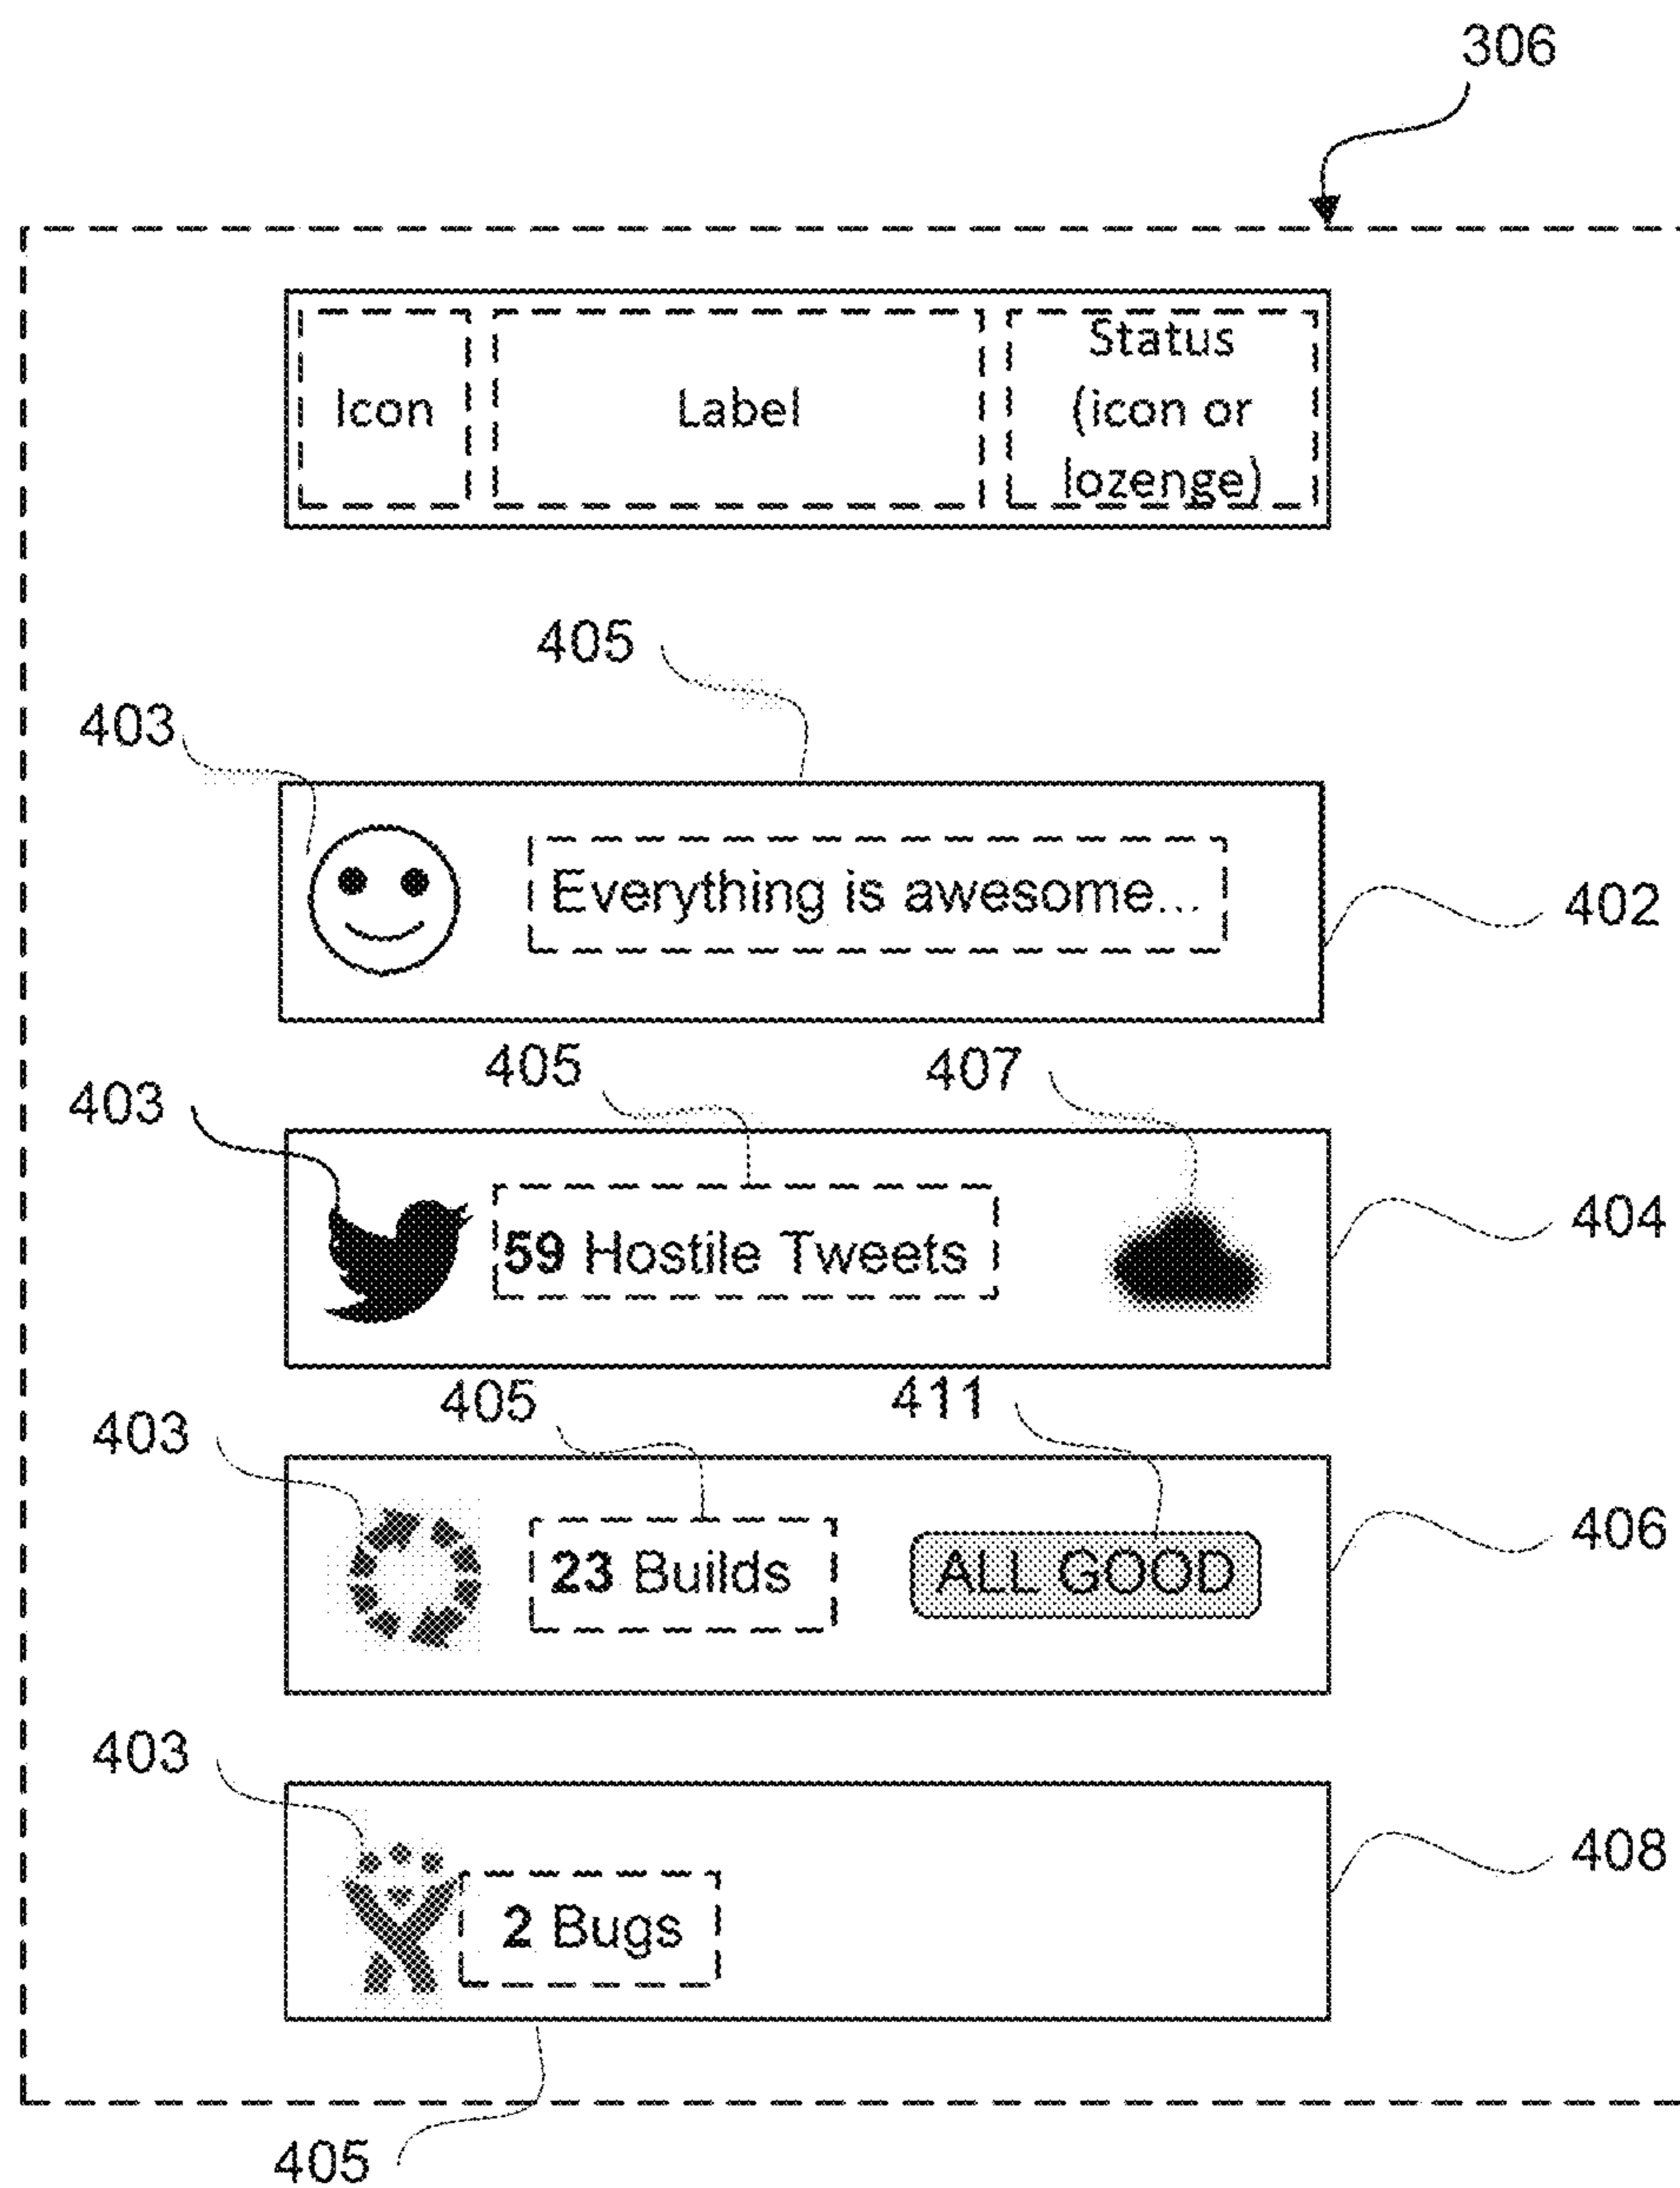 306
Icon
Label
Status
(icon or
lozenge)
405
403
Everything is awesome...
402
405
407
403
59 Hostile Tweets
404
405
411
403
23 Builds
ALL GOOD
406
403
2 Bugs
408
405